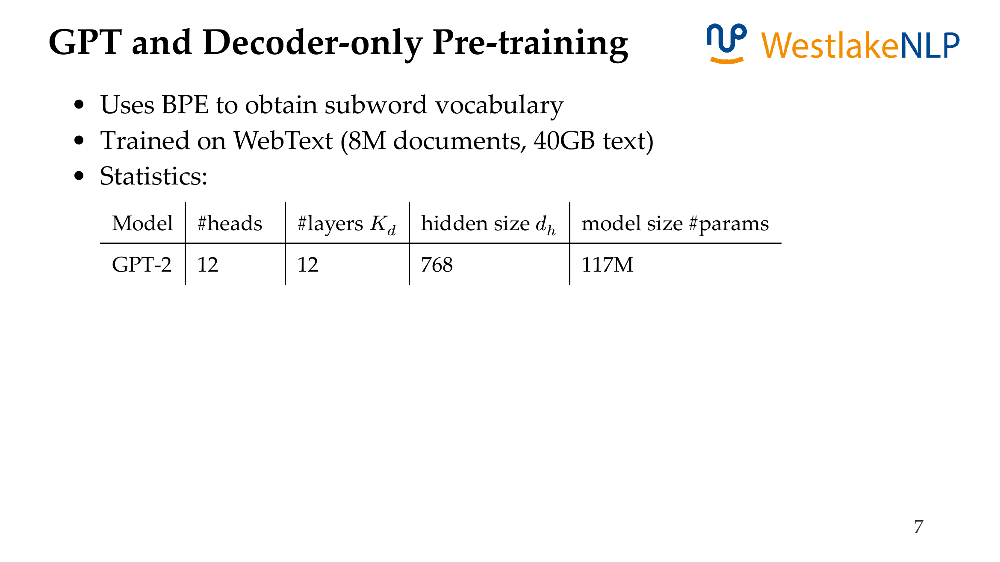 GPT and Decoder-only Pre-training
WestlakeNLP
• Uses BPE to obtain subword vocabulary
• Trained on WebText (8M documents, 40GB text)
• Statistics:
Model #heads #layers K_d hidden size d_h model size #params
GPT-2 12 12 768 117M
7